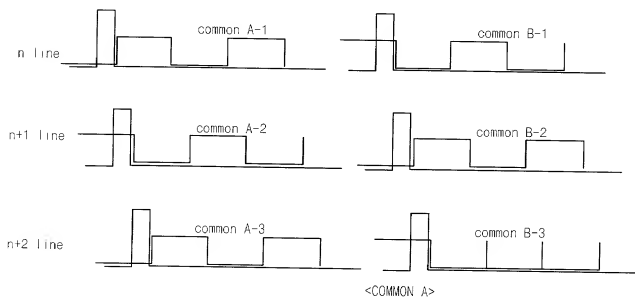 common A-1
common B-1
n line
common A-2
common B-2
n+1 line
common A-3
common B-3
n+2 line
<COMMON A>